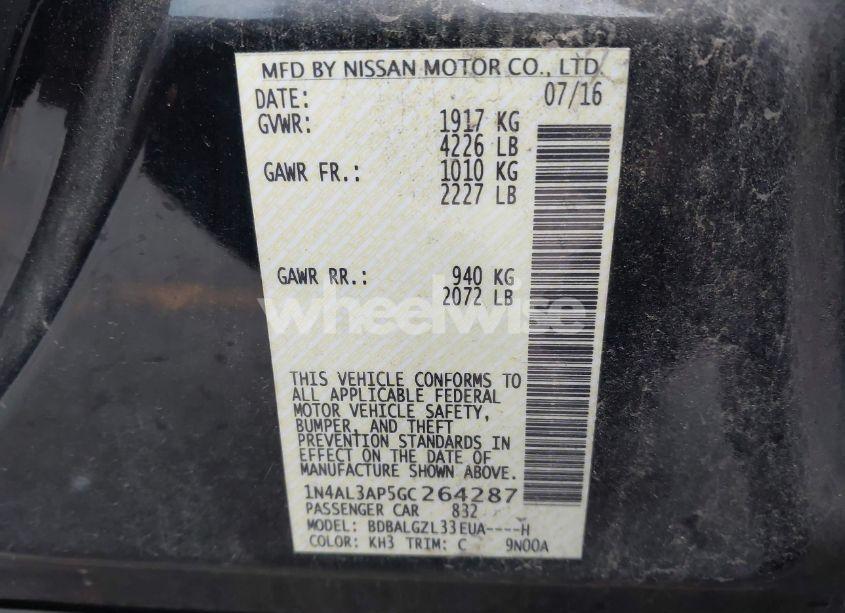 MFD BY NISSAN MOTOR CO., LTD
DATE: 07/16
GVWR: 1917 KG
4226 LB
GAWR FR.: 1010 KG
2227 LB
GAWR RR.: 940 KG
2072 LB
wheelwise
THIS VEHICLE CONFORMS TO
ALL APPLICABLE FEDERAL
MOTOR VEHICLE SAFETY,
BUMPER, AND THEFT
PREVENTION STANDARDS IN
EFFECT ON THE DATE OF
MANUFACTURE SHOWN ABOVE.
1N4AL3AP5GC264287
PASSENGER CAR 832
MODEL: BDBALGZL33EUA----H
COLOR: KH3 TRIM: C 9N00A